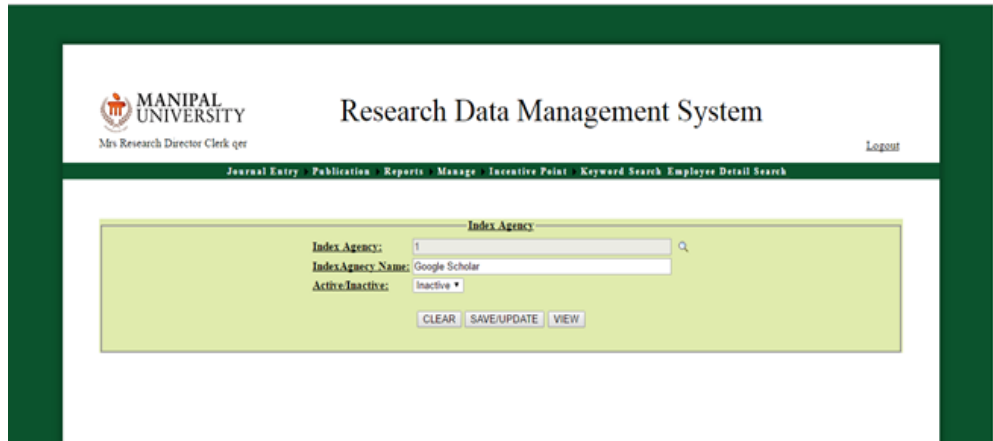 MANIPAL
UNIVERSITY
Research Data Management System
Mrs Research Director Clerk qer
Logout
Journal Entry Publication Reports Manage Incentive Point Keyword Search Employee Detail Search
Index Agency
Index Agency: 1
IndexAgnecy Name: Google Scholar
Active/Inactive: Inactive
CLEAR SAVE/UPDATE VIEW